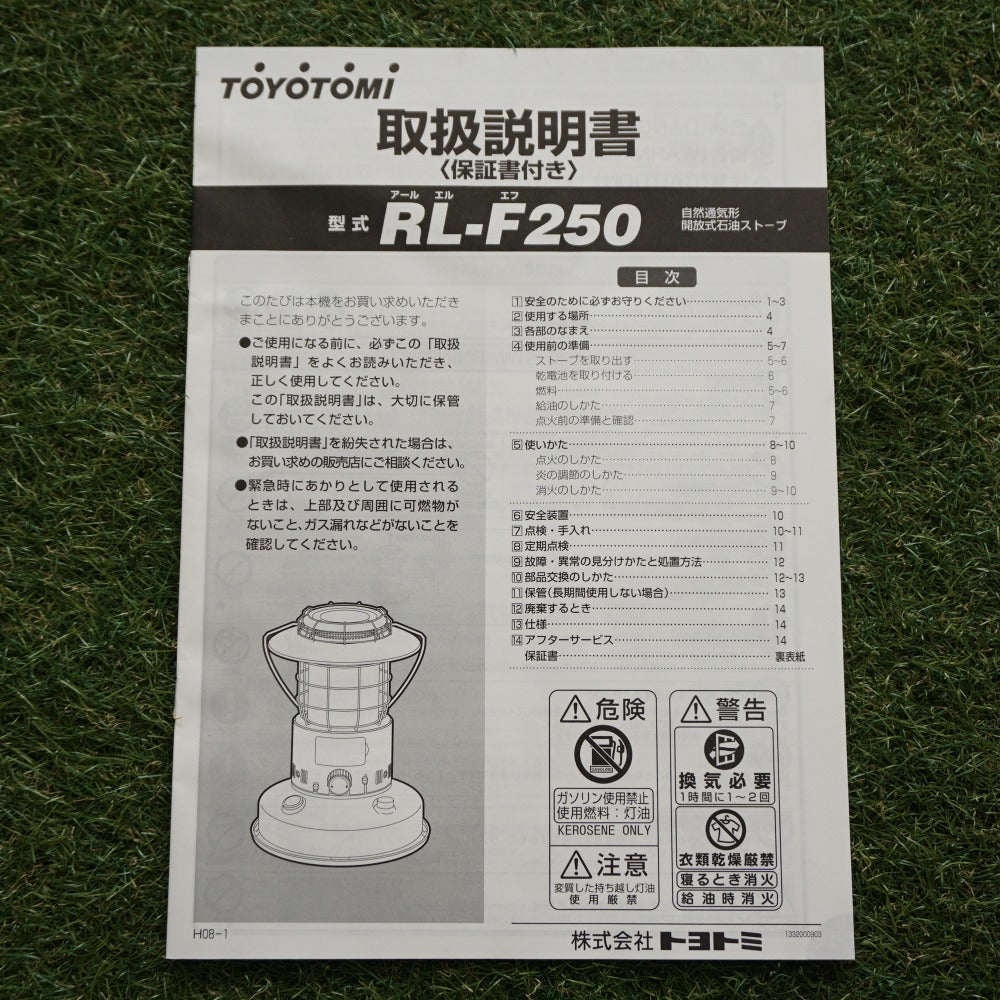 TOYOTOMI
取扱説明書
〈保証書付き〉
アール エル エフ
型式 RL-F250
自然通気形
開放式石油ストーブ
このたびは本機をお買い求めいただき
まことにありがとうございます。
●ご使用になる前に、必ずこの「取扱
説明書」をよくお読みいただき、
正しく使用してください。
この「取扱説明書」は、大切に保管
しておいてください。
●「取扱説明書」を紛失された場合は、
お買い求めの販売店にご相談ください。
●緊急時にあかりとして使用される
ときは、上部及び周囲に可燃物が
ないこと、ガス漏れなどがないことを
確認してください。
目次
1 安全のために必ずお守りください 1~3
2 使用する場所 4
3 各部のなまえ 4
4 使用前の準備 5~7
ストーブを取り出す 5~6
乾電池を取り付ける 6
燃料 5~6
給油のしかた 7
点火前の準備と確認 7
5 使いかた 8~10
点火のしかた 8
炎の調節のしかた 9
消火のしかた 9~10
6 安全装置 10
7 点検・手入れ 10~11
8 定期点検 11
9 故障・異常の見分けかたと処置方法 12
10 部品交換のしかた 12~13
11 保管(長期間使用しない場合) 13
12 廃棄するとき 14
13 仕様 14
14 アフターサービス 14
保証書 裏表紙
危険
GASOLINE
ガソリン使用禁止
使用燃料:灯油
KEROSENE ONLY
注意
変質した持ち越し灯油
使用厳禁
警告
換気必要
1時間に1~2回
衣類乾燥厳禁
寝るとき消火
給油時消火
H08-1
株式会社 トヨトミ
1332000903